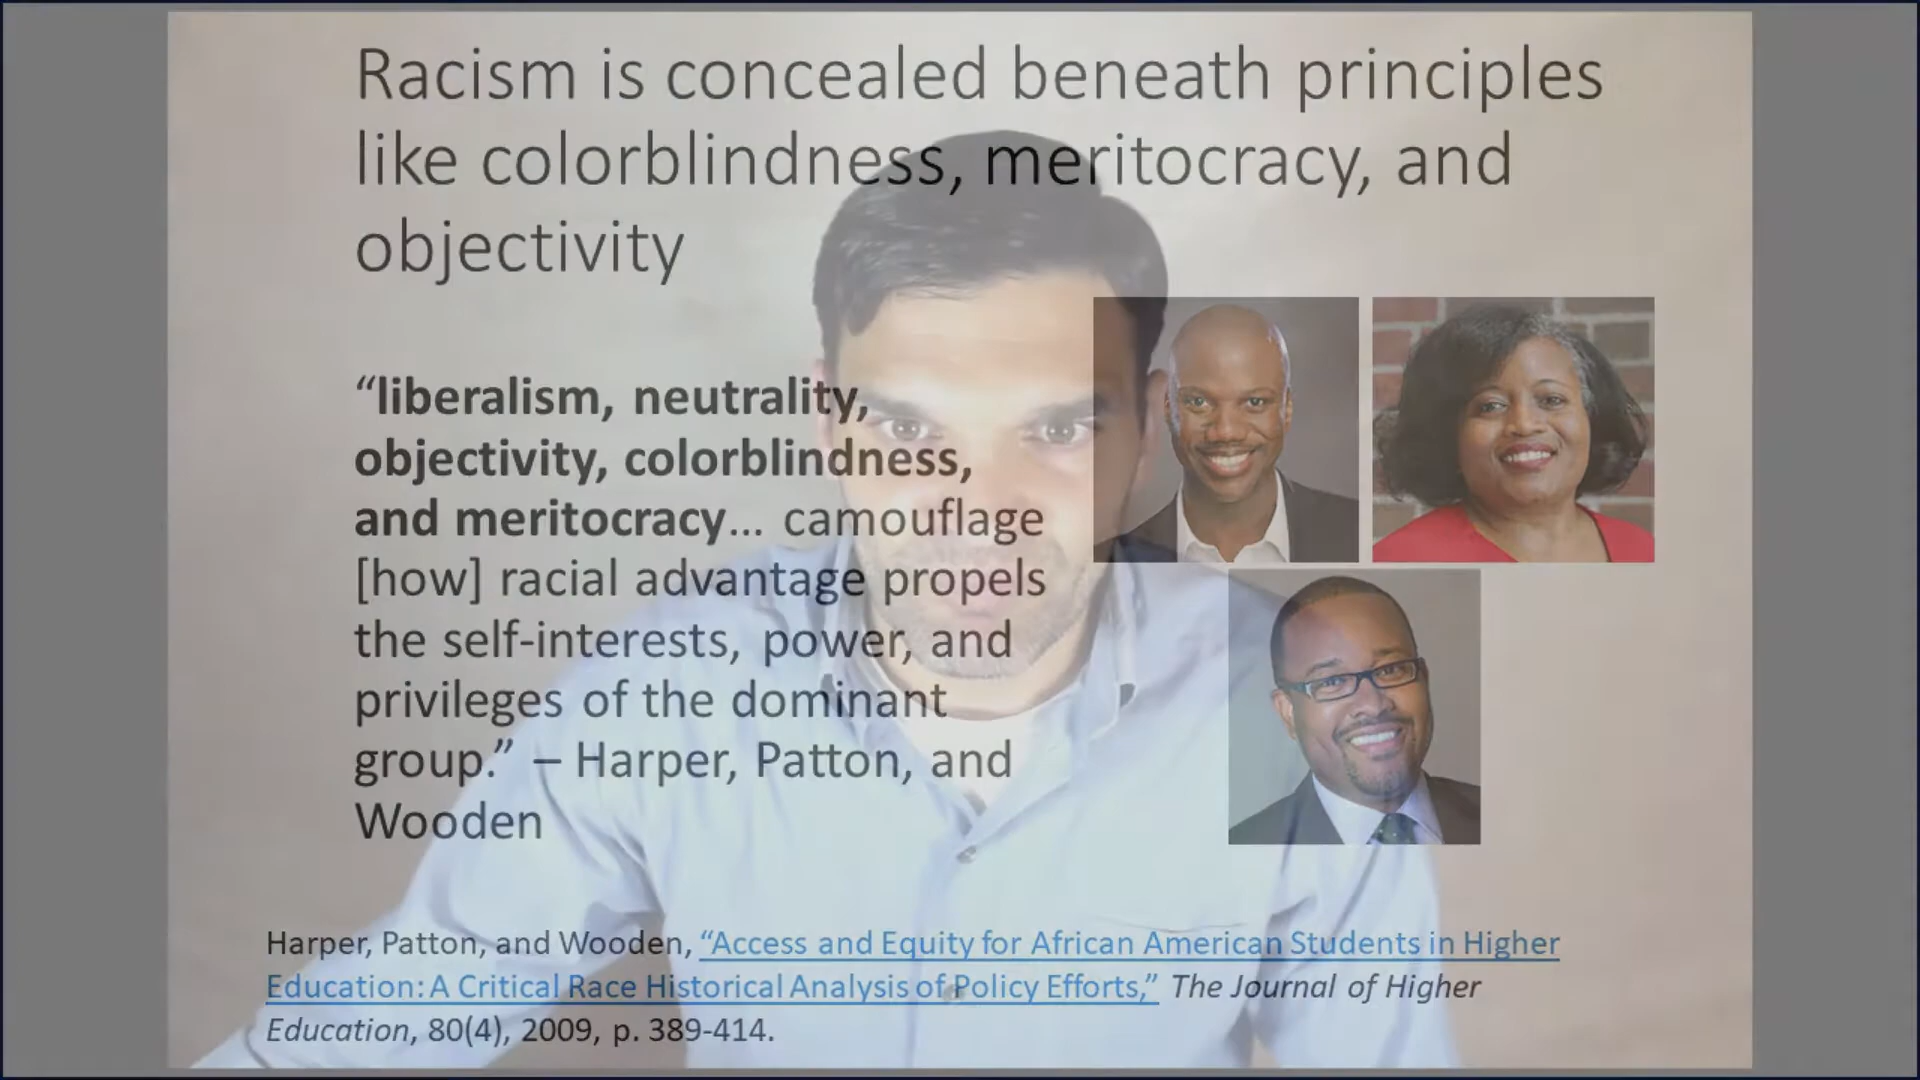 Racism is concealed beneath principles
like colorblindness, meritocracy, and
objectivity
“liberalism, neutrality,
objectivity, colorblindness,
and meritocracy… camouflage
[how] racial advantage propels
the self-interests, power, and
privileges of the dominant
group.” – Harper, Patton, and
Wooden
Harper, Patton, and Wooden, “Access and Equity for African American Students in Higher
Education: A Critical Race Historical Analysis of Policy Efforts,” The Journal of Higher
Education, 80(4), 2009, p. 389-414.